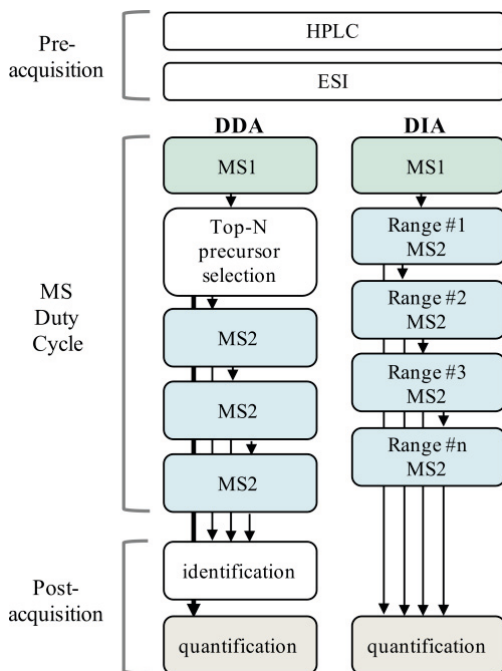 Pre-
acquisition
HPLC
ESI
MS
Duty
Cycle
DDA
MS1
Top-N
precursor
selection
MS2
MS2
MS2
DIA
MS1
Range #1
MS2
Range #2
MS2
Range #3
MS2
Range #n
MS2
Post-
acquisition
identification
quantification
quantification